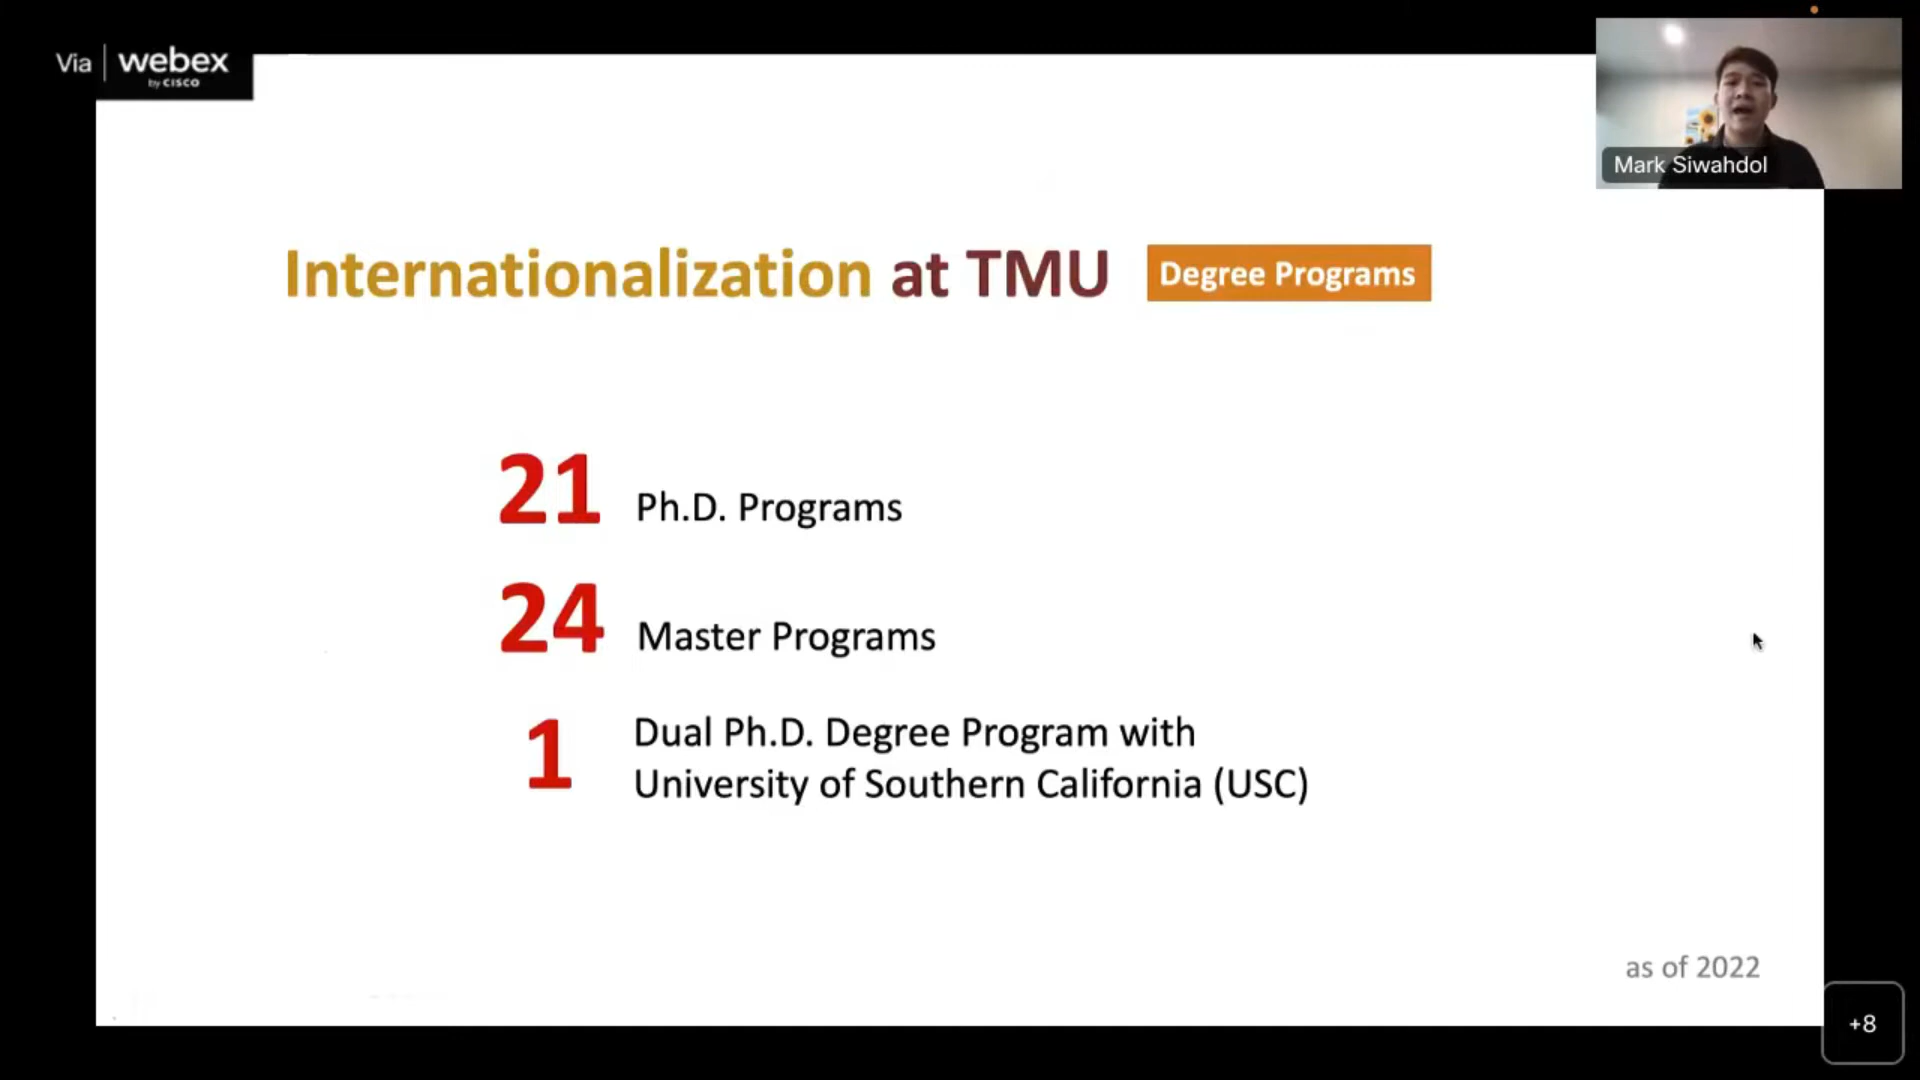 Via webex
by CISCO
Mark Siwahdol
Internationalization at TMU Degree Programs
21 Ph.D. Programs
24 Master Programs
1 Dual Ph.D. Degree Program with
University of Southern California (USC)
as of 2022
+8